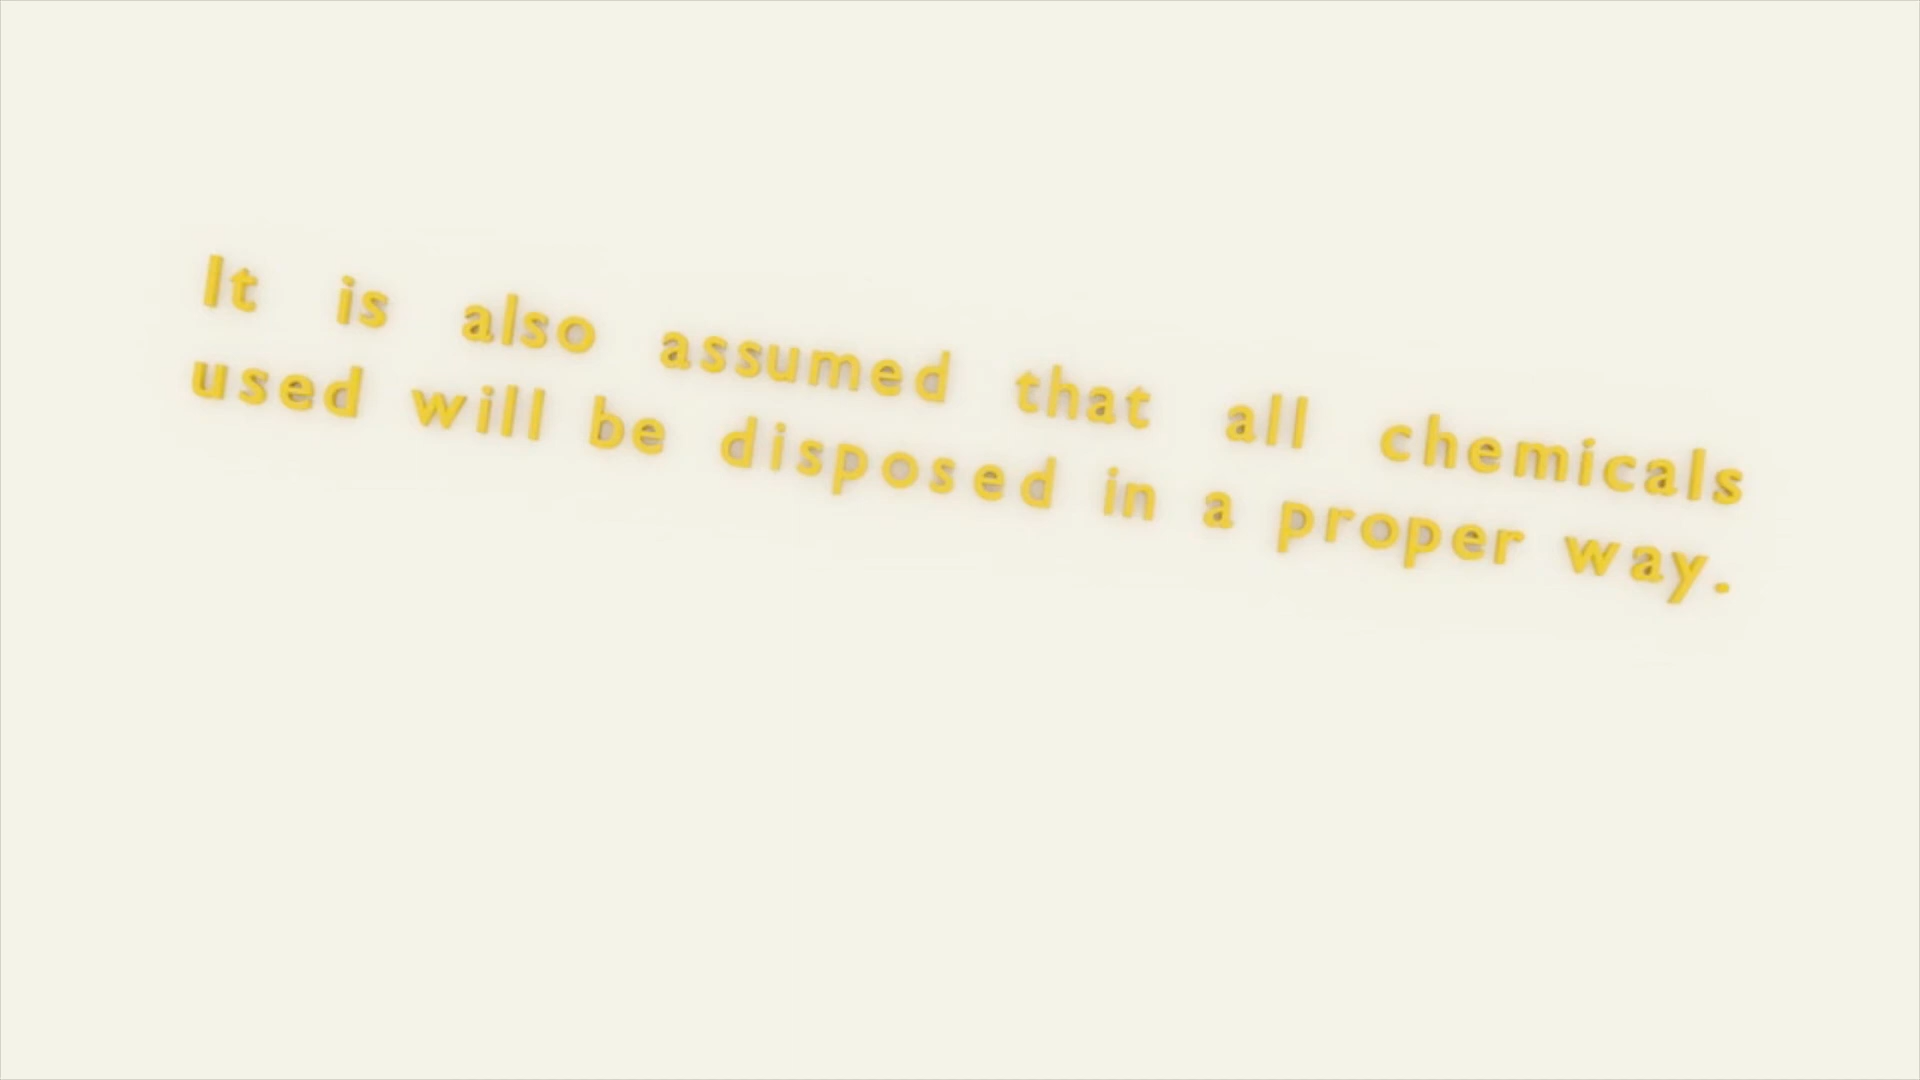 It is also assumed that all chemicals
used will be disposed in a proper way.